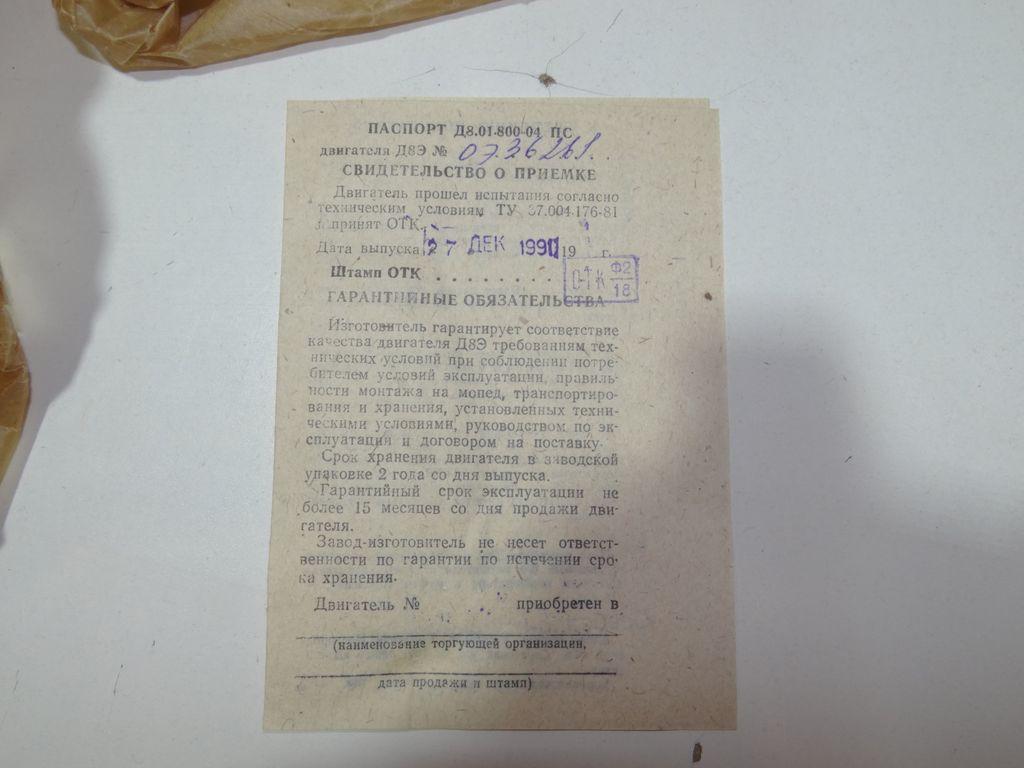 ПАСПОРТ Д8.01-800-04 ПС
двигателя Д8Э № 0736261.
СВИДЕТЕЛЬСТВО О ПРИЕМКЕ
Двигатель прошел испытания согласно
техническим условиям ТУ 37.004-176-81
и принят ОТК.
Дата выпуска 27 ДЕК 1991 19 г.
Штамп ОТК . . . . . . . .
ОТК Ф2 18
ГАРАНТИЙНЫЕ ОБЯЗАТЕЛЬСТВА
Изготовитель гарантирует соответствие
качества двигателя Д8Э требованиям тех-
нических условий при соблюдении потре-
бителем условий эксплуатации, правиль-
ности монтажа на мопед, транспортиро-
вания и хранения, установленных техни-
ческими условиями, руководством по эк-
сплуатации и договором на поставку.
Срок хранения двигателя в заводской
упаковке 2 года со дня выпуска.
Гарантийный срок эксплуатации не
более 15 месяцев со дня продажи дви-
гателя.
Завод-изготовитель не несет ответст-
венности по гарантии по истечении сро-
ка хранения.
Двигатель № приобретен в
(наименование торгующей организации,
дата продажи и штамп)